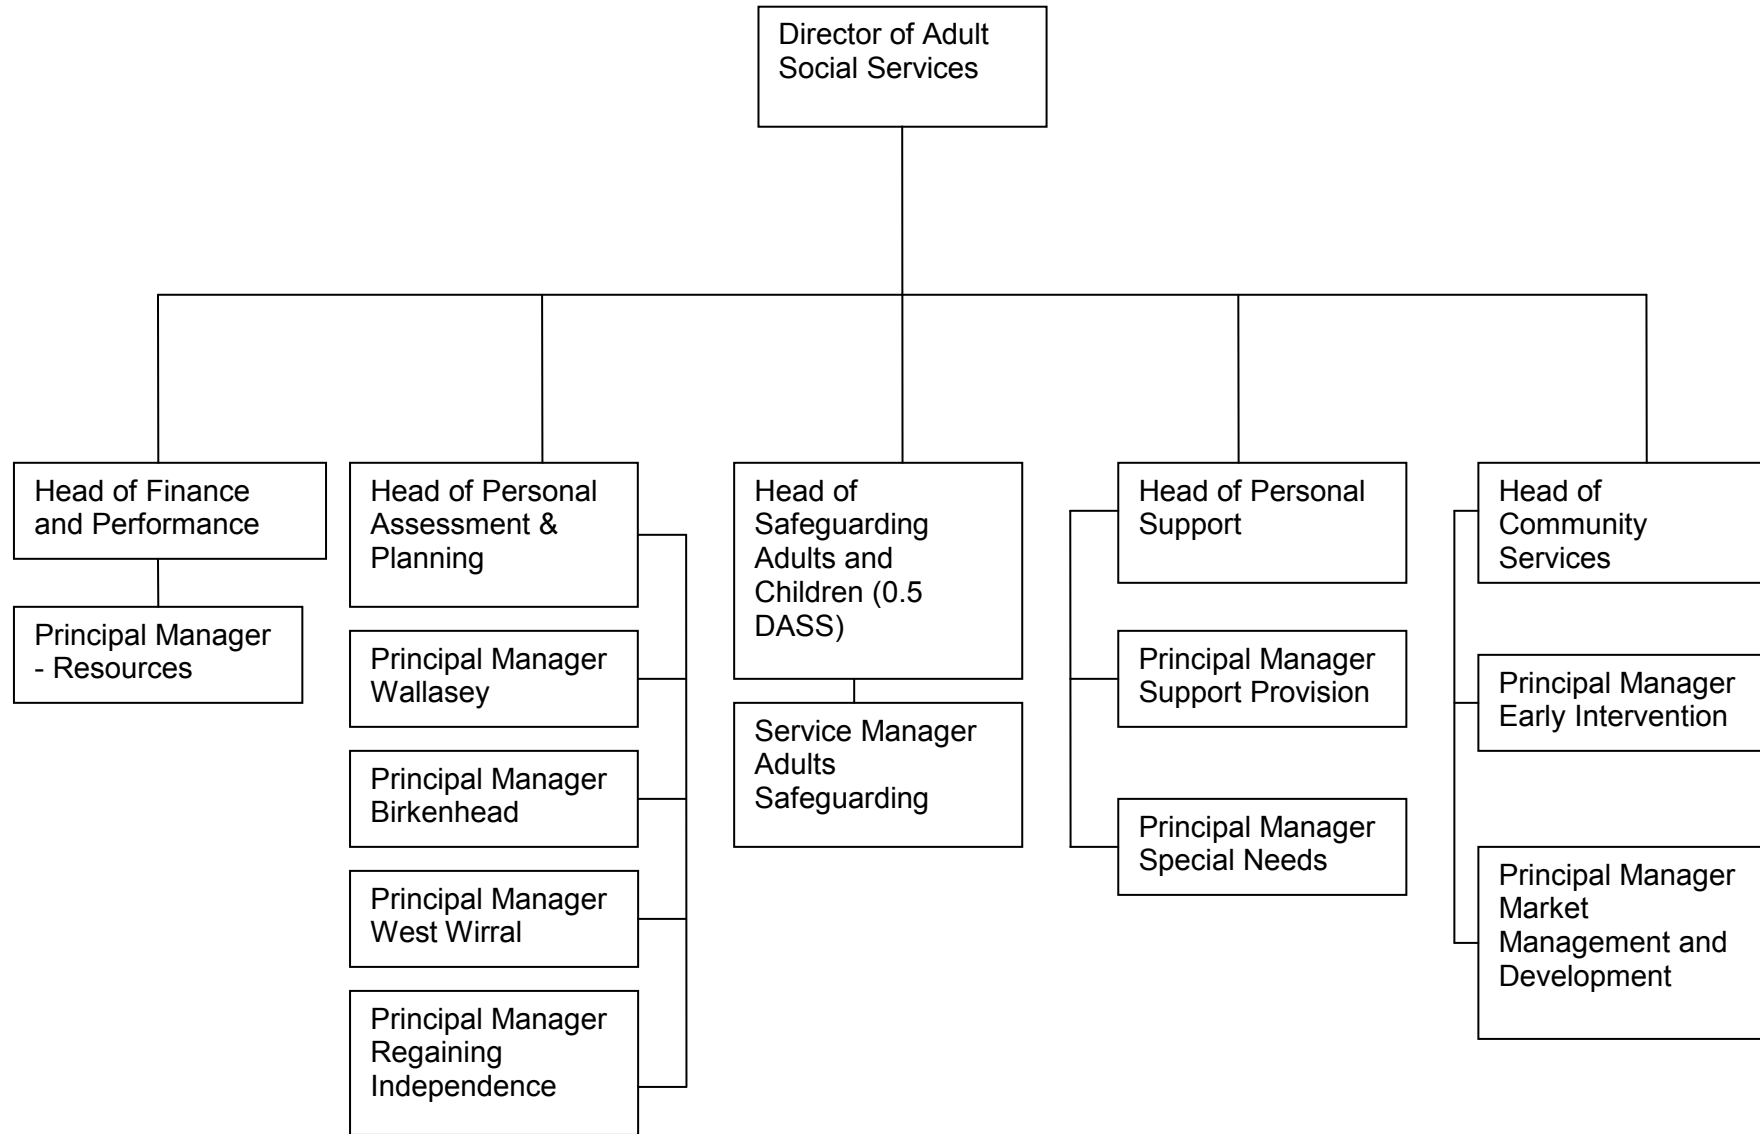 Director of Adult
Social Services
Head of Finance
and Performance
Principal Manager
- Resources
Head of Personal
Assessment &
Planning
Principal Manager
Wallasey
Principal Manager
Birkenhead
Principal Manager
West Wirral
Principal Manager
Regaining
Independence
Head of
Safeguarding
Adults and
Children (0.5
DASS)
Service Manager
Adults
Safeguarding
Head of Personal
Support
Principal Manager
Support Provision
Principal Manager
Special Needs
Head of
Community
Services
Principal Manager
Early Intervention
Principal Manager
Market
Management and
Development